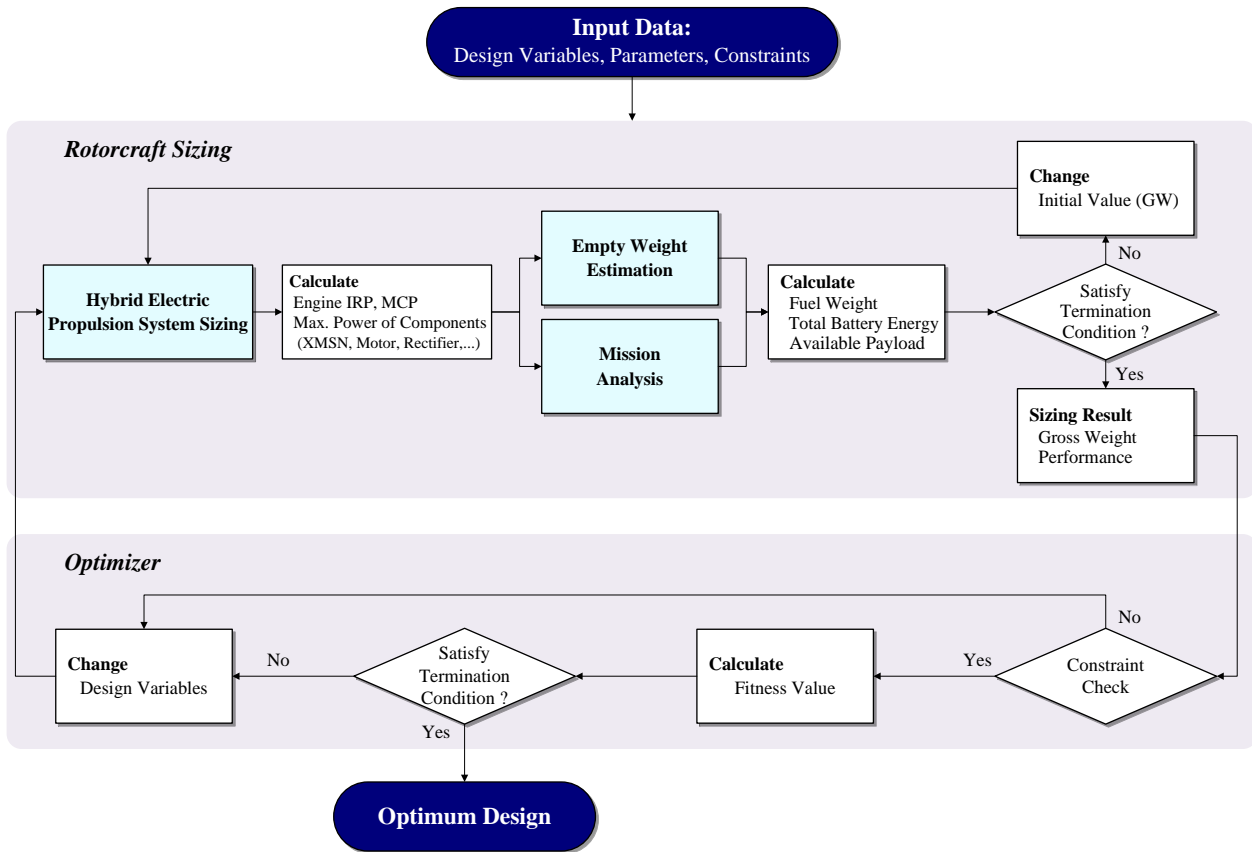 Input Data:
Design Variables, Parameters, Constraints
Rotorcraft Sizing
Change
Initial Value (GW)
No
Hybrid Electric
Propulsion System Sizing
Calculate
Engine IRP, MCP
Max. Power of Components
(XMSN, Motor, Rectifier,...)
Empty Weight
Estimation
Mission
Analysis
Calculate
Fuel Weight
Total Battery Energy
Available Payload
Satisfy
Termination
Condition ?
Yes
Sizing Result
Gross Weight
Performance
Optimizer
No
Change
Design Variables
No
Satisfy
Termination
Condition ?
Calculate
Fitness Value
Yes
Constraint
Check
Yes
Optimum Design